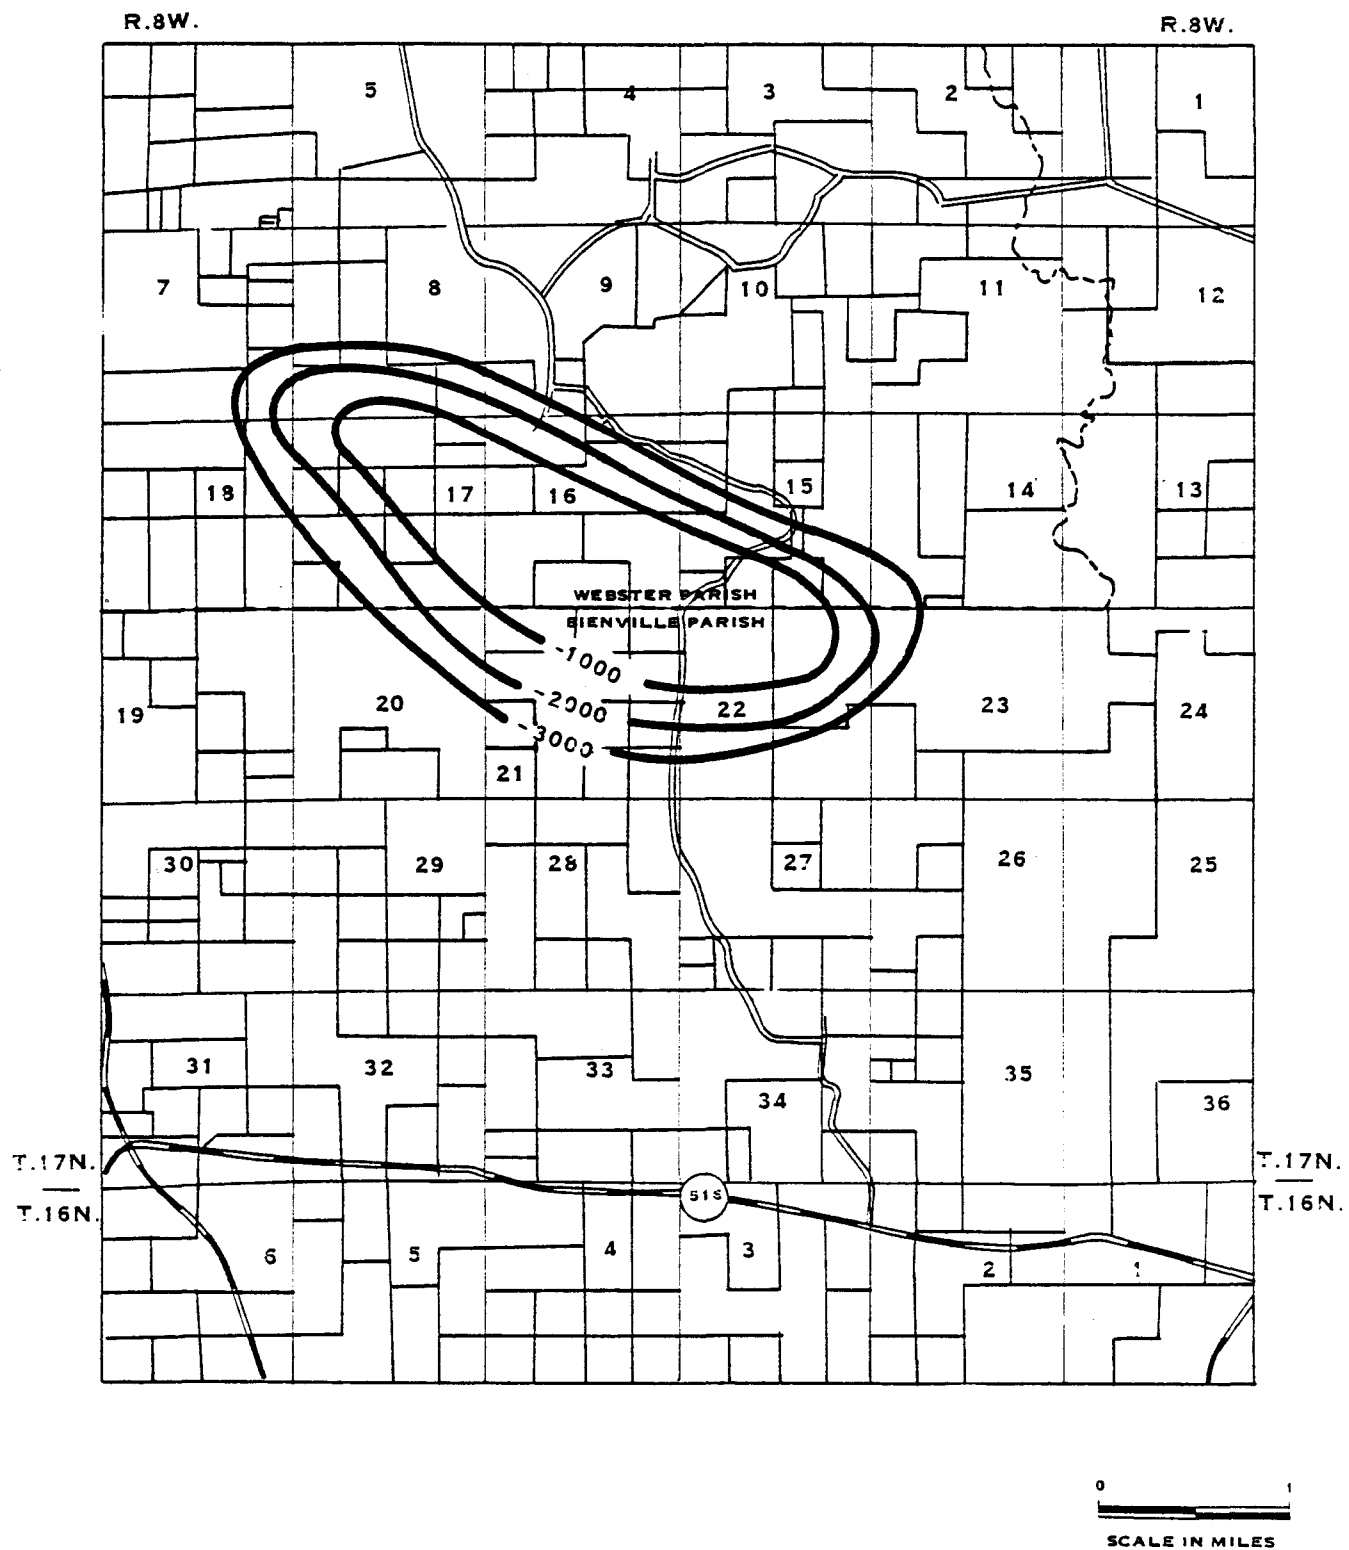 R.8W. R.8W.
5 4 3 2 1
7 8 9 10 11 12
18 17 16 15 14 13
WEBSTER PARISH
BIENVILLE PARISH
-1000
-2000
-3000
19 20 21 22 23 24
30 29 28 27 26 25
31 32 33 34 35 36
T.17N. T.17N.
T.16N. T.16N.
51S
6 5 4 3 2 1
0 1
SCALE IN MILES